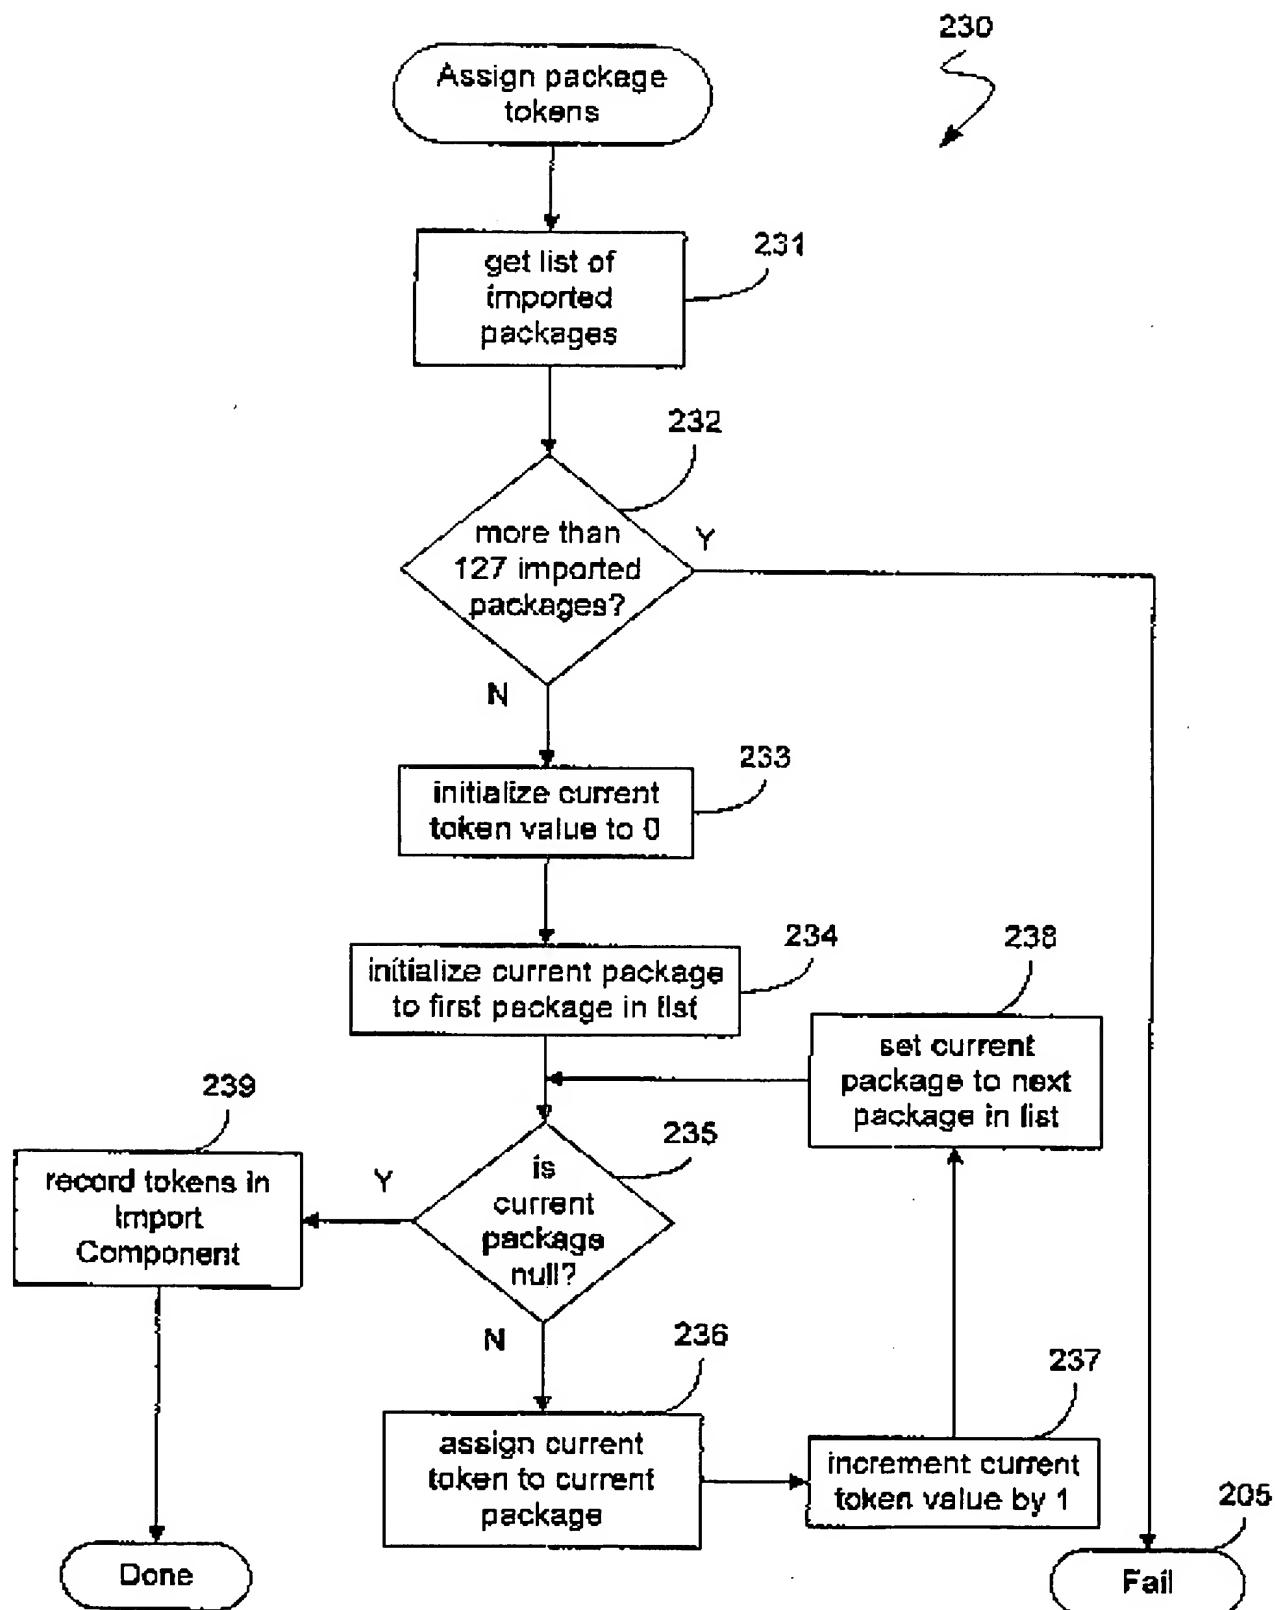 230
Assign package
tokens
231
get list of
imported
packages
232
more than
127 imported
packages?
Y
N
233
initialize current
token value to 0
234
initialize current package
to first package in list
238
set current
package to next
package in list
239
record tokens in
Import
Component
Y
235
is
current
package
null?
N
236
assign current
token to current
package
237
increment current
token value by 1
205
Done
Fail